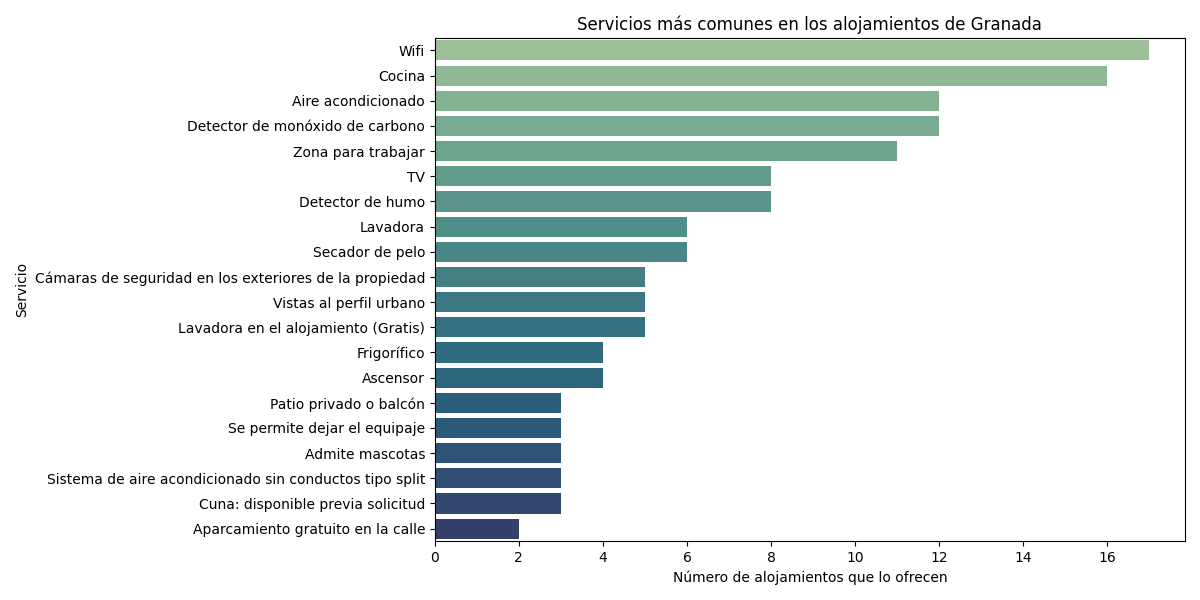 Servicios más comunes en los alojamientos de Granada
Wifi
Cocina
Aire acondicionado
Detector de monóxido de carbono
Zona para trabajar
TV
Detector de humo
Lavadora
Secador de pelo
Cámaras de seguridad en los exteriores de la propiedad
Vistas al perfil urbano
Lavadora en el alojamiento (Gratis)
Frigorífico
Ascensor
Patio privado o balcón
Se permite dejar el equipaje
Admite mascotas
Sistema de aire acondicionado sin conductos tipo split
Cuna: disponible previa solicitud
Aparcamiento gratuito en la calle
Servicio
0 2 4 6 8 10 12 14 16
Número de alojamientos que lo ofrecen